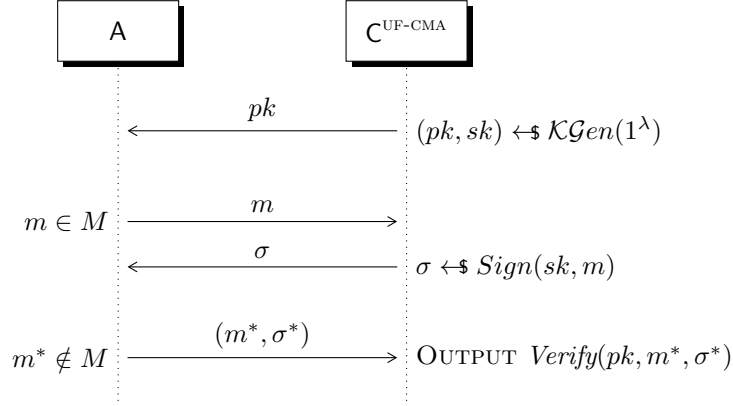 A C^UF-CMA
pk
(pk, sk) ←$ KGen(1^λ)
m ∈ M m
σ
σ ←$ Sign(sk, m)
(m*, σ*)
m* ∉ M OUTPUT Verify(pk, m*, σ*)